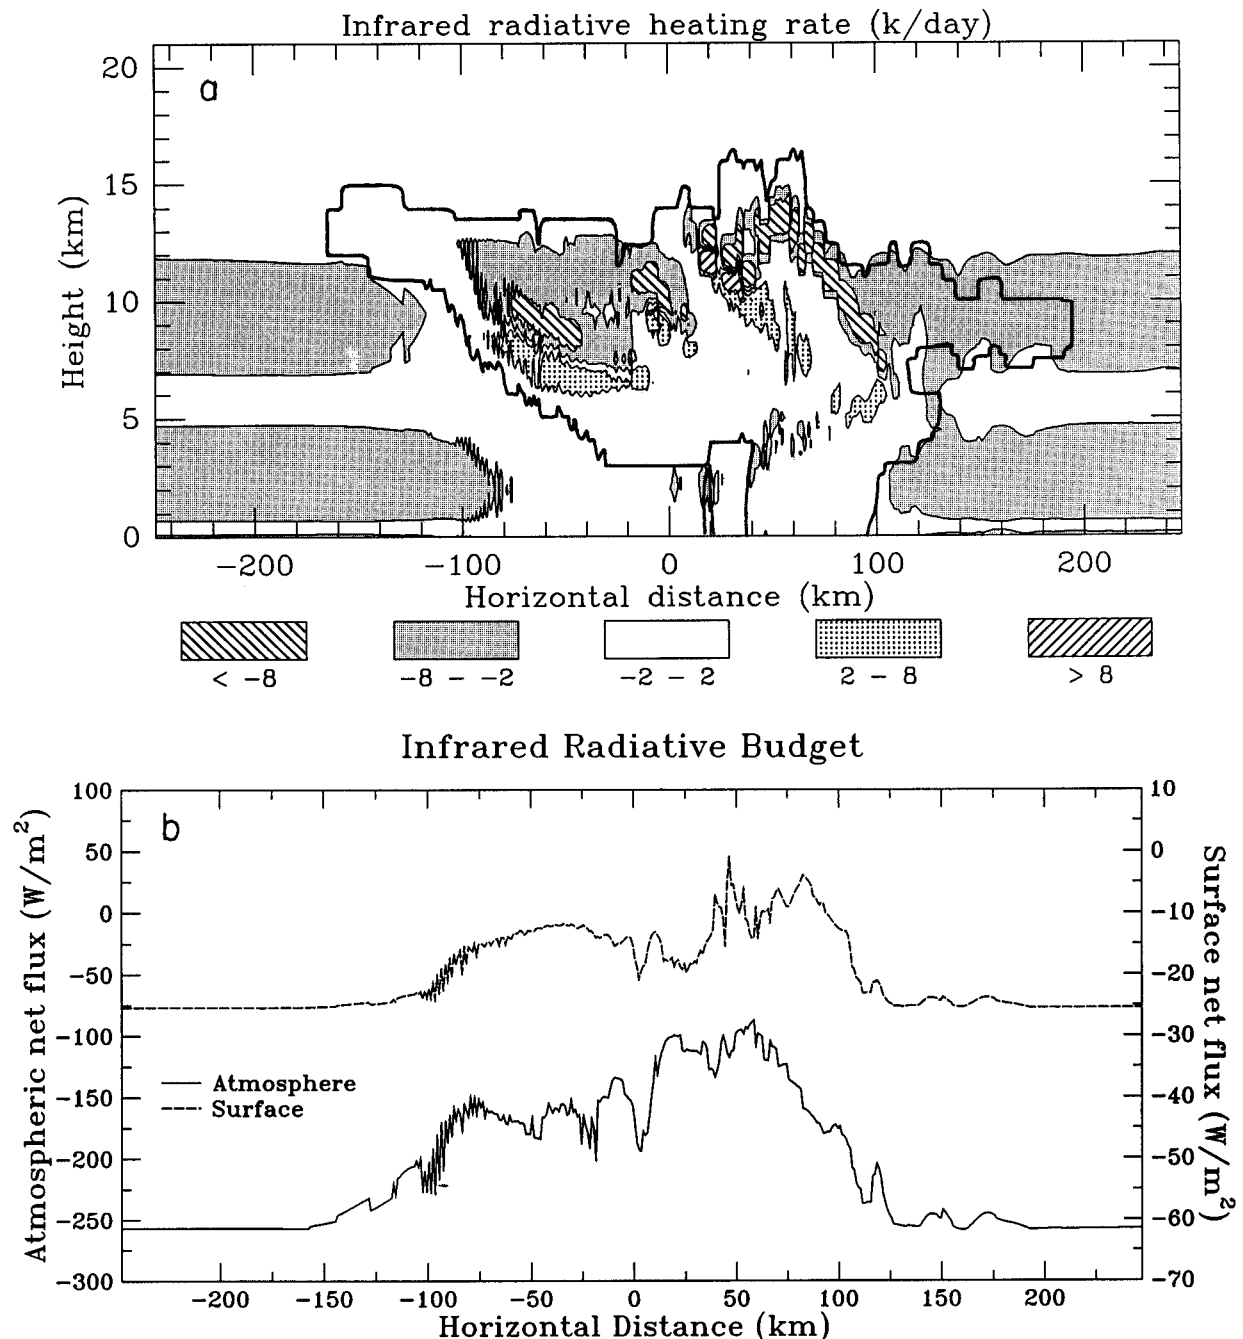 Infrared radiative heating rate (k/day)
a
20
15
10
5
0
Height (km)
-200 -100 0 100 200
Horizontal distance (km)
< -8 -8 - -2 -2 - 2 2 - 8 > 8
Infrared Radiative Budget
b
100
50
0
-50
-100
-150
-200
-250
-300
Atmospheric net flux (W/m²)
10
0
-10
-20
-30
-40
-50
-60
-70
Surface net flux (W/m²)
Atmosphere
Surface
-200 -150 -100 -50 0 50 100 150 200
Horizontal Distance (km)